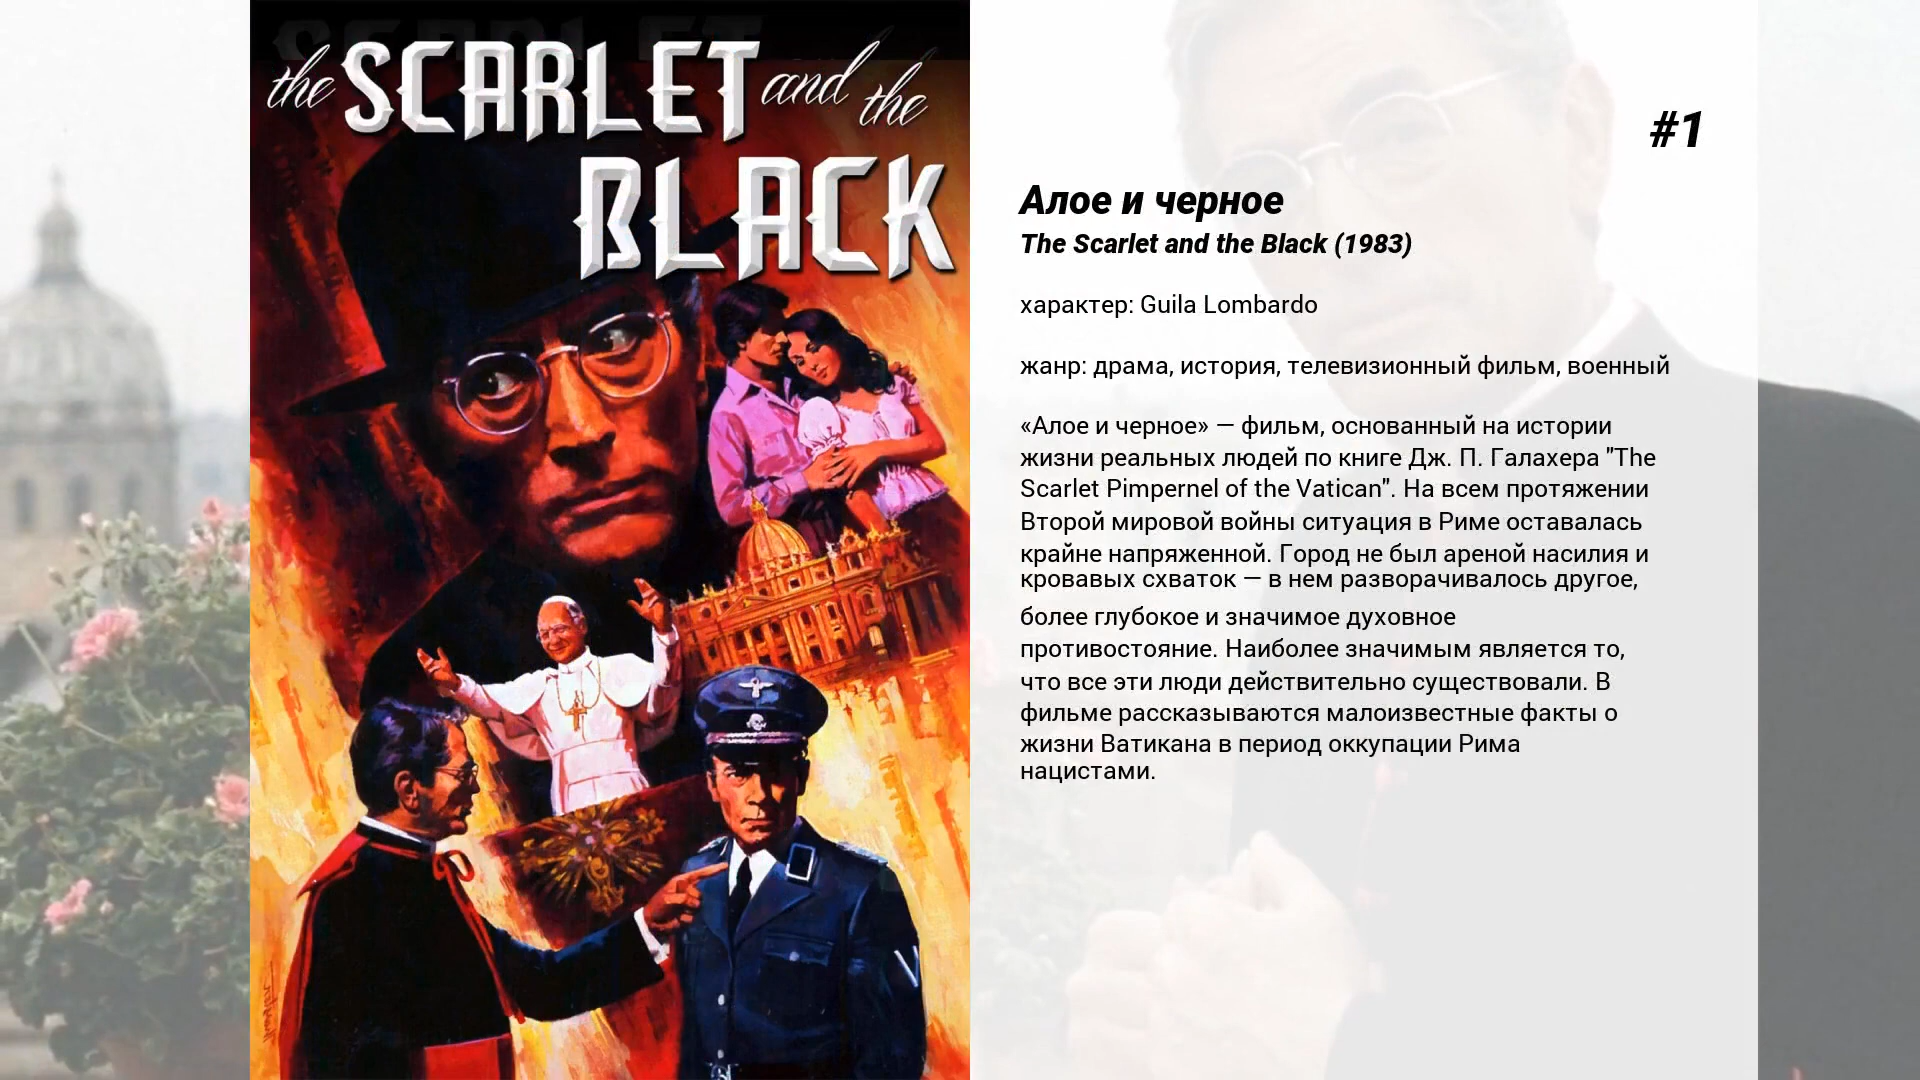 the SCARLET and the
BLACK
#1
Алое и черное
The Scarlet and the Black (1983)
характер: Guila Lombardo
жанр: драма, история, телевизионный фильм, военный
«Алое и черное» — фильм, основанный на истории
жизни реальных людей по книге Дж. П. Галахера "The
Scarlet Pimpernel of the Vatican". На всем протяжении
Второй мировой войны ситуация в Риме оставалась
крайне напряженной. Город не был ареной насилия и
кровавых схваток — в нем разворачивалось другое,
более глубокое и значимое духовное
противостояние. Наиболее значимым является то,
что все эти люди действительно существовали. В
фильме рассказываются малоизвестные факты о
жизни Ватикана в период оккупации Рима
нацистами.